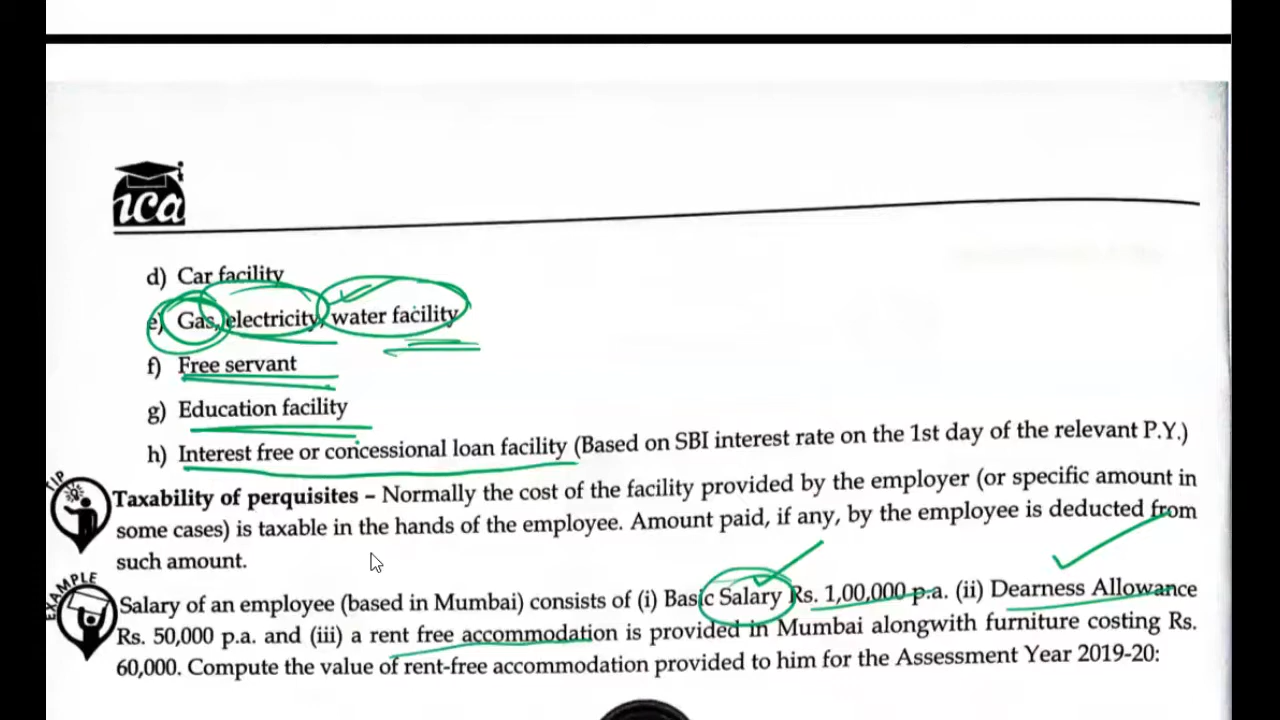 ica
d) Car facility
e) Gas, electricity, water facility
f) Free servant
g) Education facility
h) Interest free or concessional loan facility (Based on SBI interest rate on the 1st day of the relevant P.Y.)
TIP
Taxability of perquisites – Normally the cost of the facility provided by the employer (or specific amount in
some cases) is taxable in the hands of the employee. Amount paid, if any, by the employee is deducted from
such amount.
EXAMPLE
Salary of an employee (based in Mumbai) consists of (i) Basic Salary Rs. 1,00,000 p.a. (ii) Dearness Allowance
Rs. 50,000 p.a. and (iii) a rent free accommodation is provided in Mumbai alongwith furniture costing Rs.
60,000. Compute the value of rent-free accommodation provided to him for the Assessment Year 2019-20: